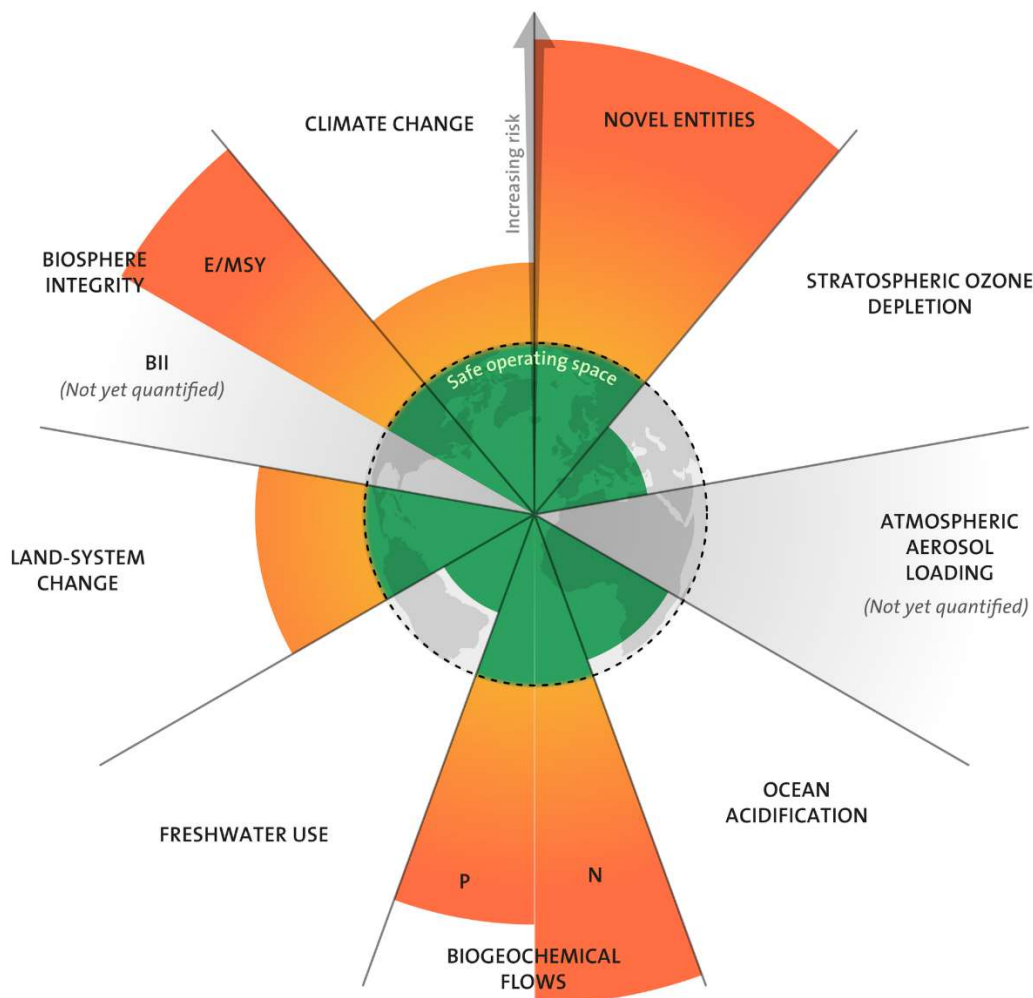 CLIMATE CHANGE
Increasing risk
NOVEL ENTITIES
BIOSPHERE
INTEGRITY
E/MSY
STRATOSPHERIC OZONE
DEPLETION
BII
(Not yet quantified)
Safe operating space
LAND-SYSTEM
CHANGE
ATMOSPHERIC
AEROSOL
LOADING
(Not yet quantified)
FRESHWATER USE
OCEAN
ACIDIFICATION
P
N
BIOGEOCHEMICAL
FLOWS